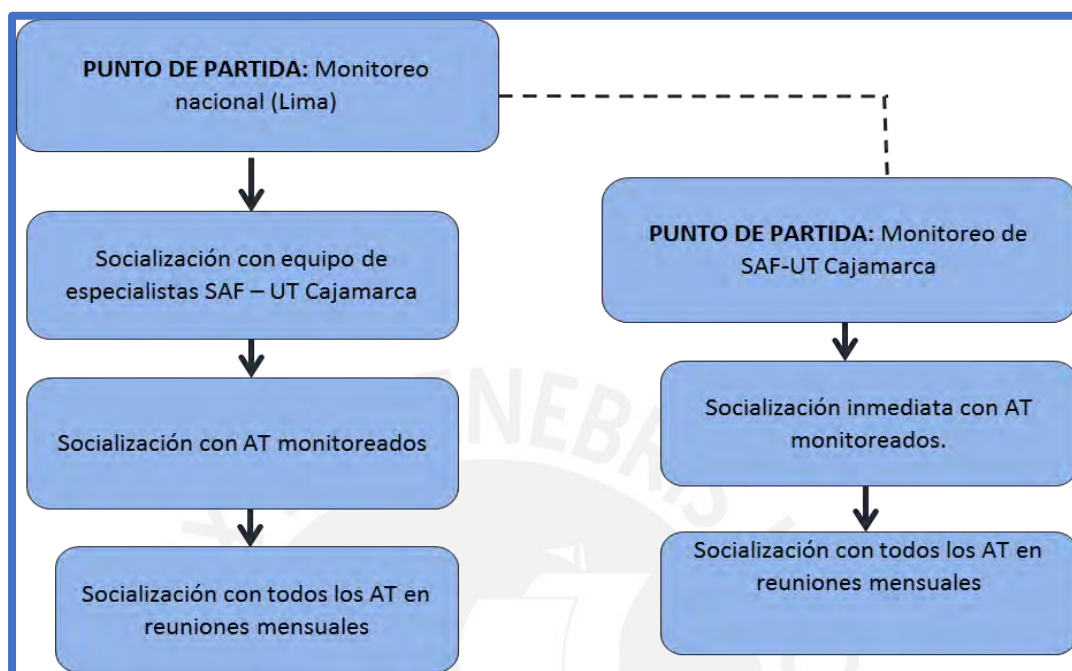 PUNTO DE PARTIDA: Monitoreo
nacional (Lima)
Socialización con equipo de
especialistas SAF – UT Cajamarca
Socialización con AT monitoreados
Socialización con todos los AT en
reuniones mensuales
PUNTO DE PARTIDA: Monitoreo de
SAF-UT Cajamarca
Socialización inmediata con AT
monitoreados.
Socialización con todos los AT en
reuniones mensuales
ENEBRIS